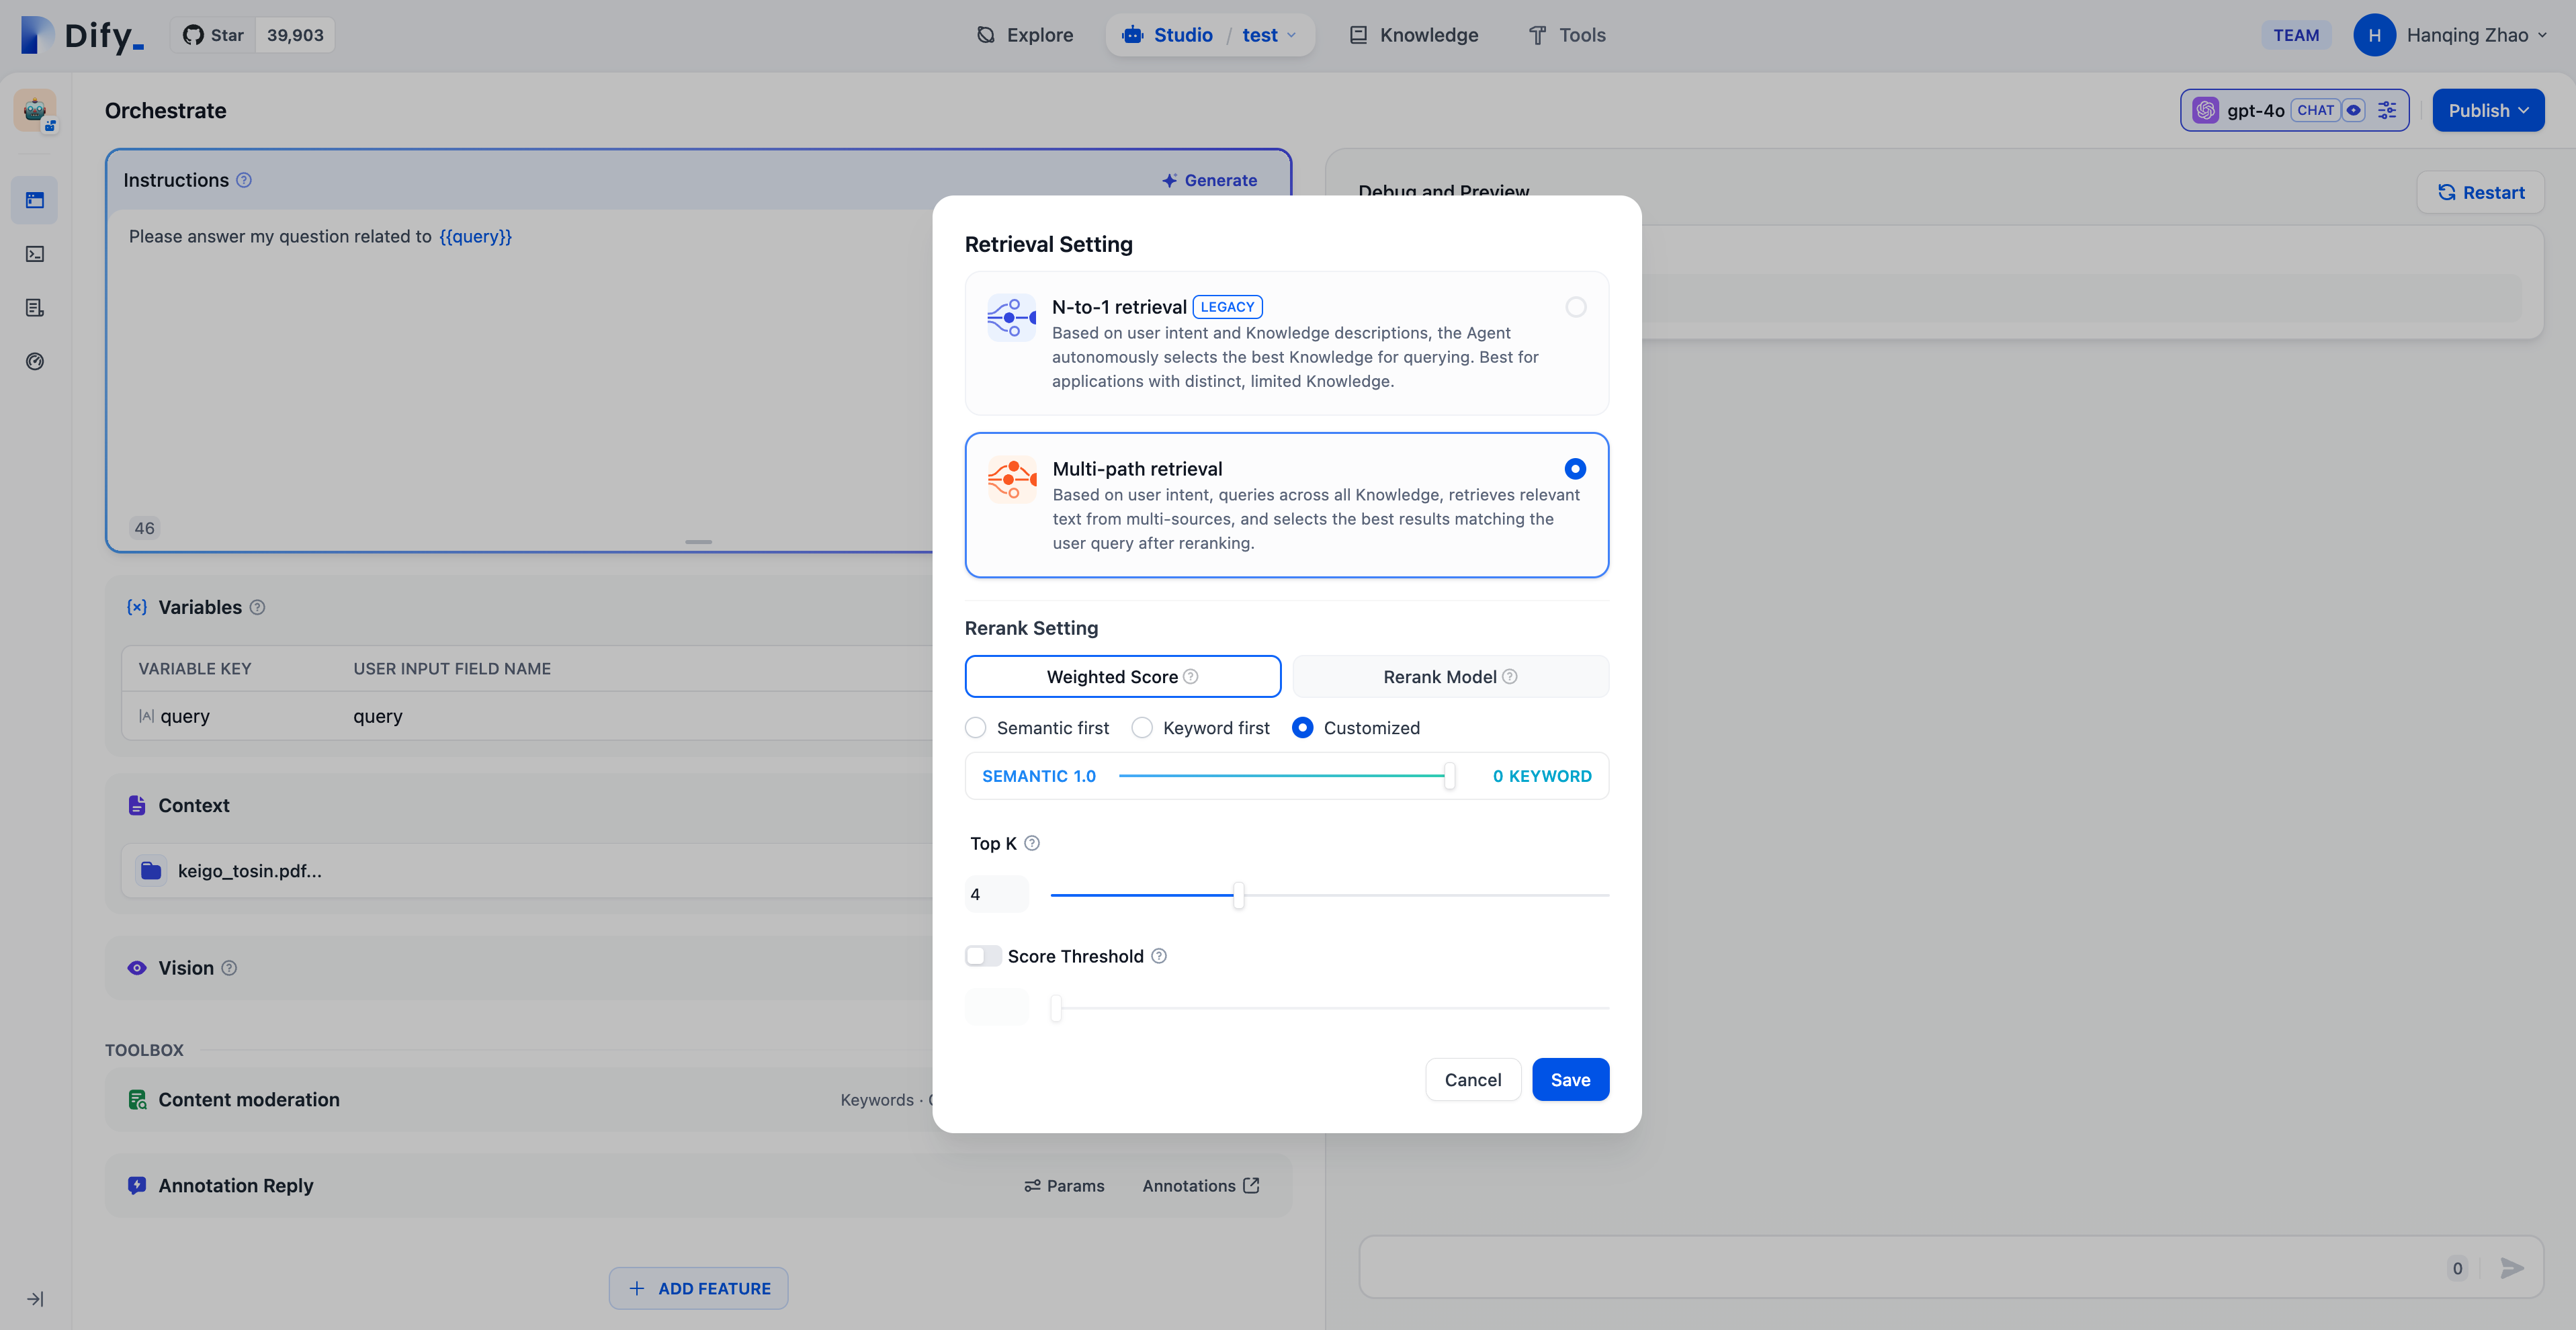 Dify_
Star 39,903
Explore
Studio / test
Knowledge
Tools
TEAM
H Hanqing Zhao
Orchestrate
gpt-4o CHAT
Publish
Instructions
Generate
Please answer my question related to {{query}}
46
Debug and Preview
Restart
Variables
VARIABLE KEY USER INPUT FIELD NAME
query query
Context
keigo_tosin.pdf...
Vision
TOOLBOX
Content moderation
Keywords ·
Annotation Reply
Params
Annotations
ADD FEATURE
0
Retrieval Setting
N-to-1 retrieval LEGACY
Based on user intent and Knowledge descriptions, the Agent
autonomously selects the best Knowledge for querying. Best for
applications with distinct, limited Knowledge.
Multi-path retrieval
Based on user intent, queries across all Knowledge, retrieves relevant
text from multi-sources, and selects the best results matching the
user query after reranking.
Rerank Setting
Weighted Score
Rerank Model
Semantic first
Keyword first
Customized
SEMANTIC 1.0 0 KEYWORD
Top K
4
Score Threshold
Cancel
Save